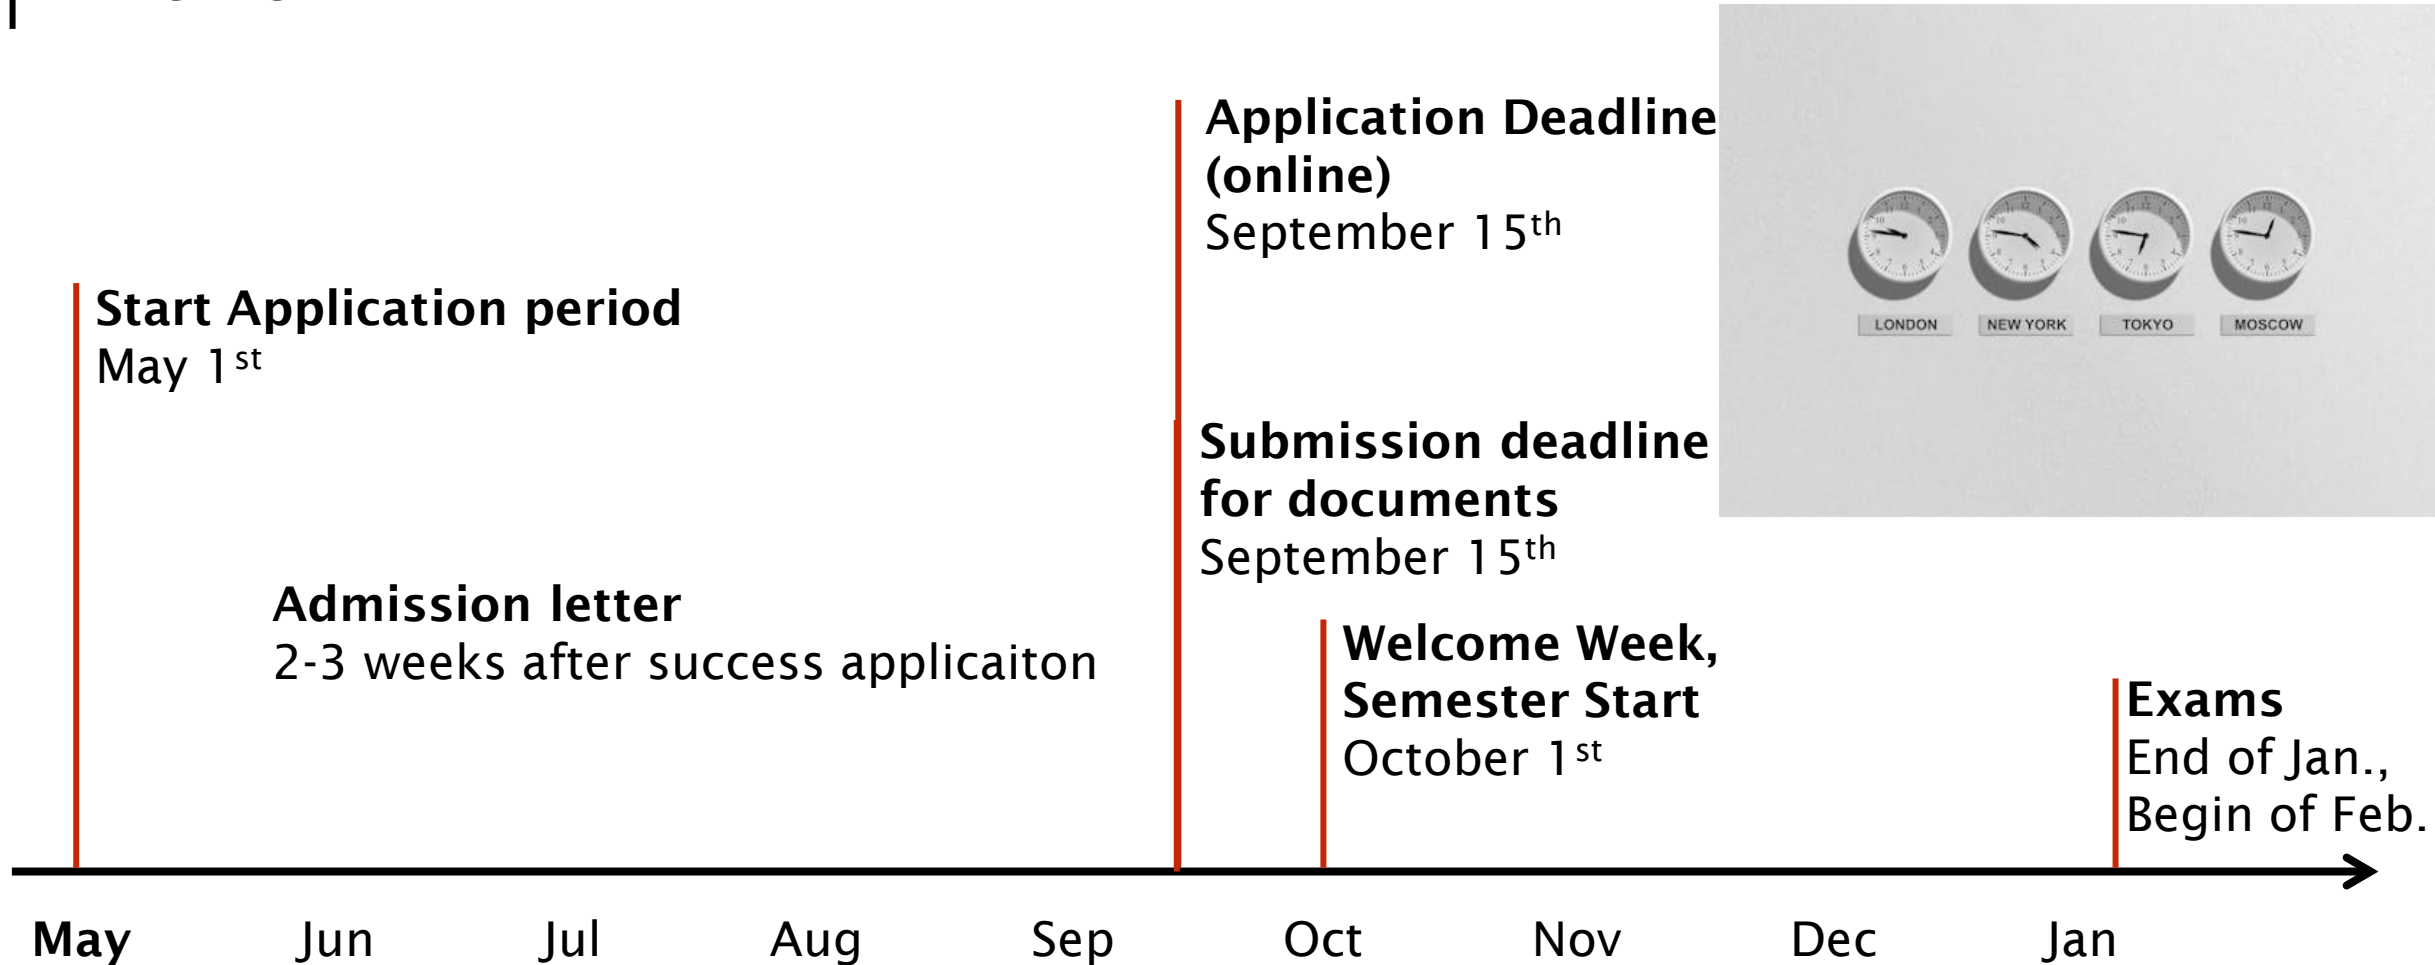 Application Deadline
(online)
September 15th
Start Application period
May 1st
LONDON NEW YORK TOKYO MOSCOW
Submission deadline
for documents
September 15th
Admission letter
2-3 weeks after success applicaiton
Welcome Week,
Semester Start
October 1st
Exams
End of Jan.,
Begin of Feb.
May Jun Jul Aug Sep Oct Nov Dec Jan